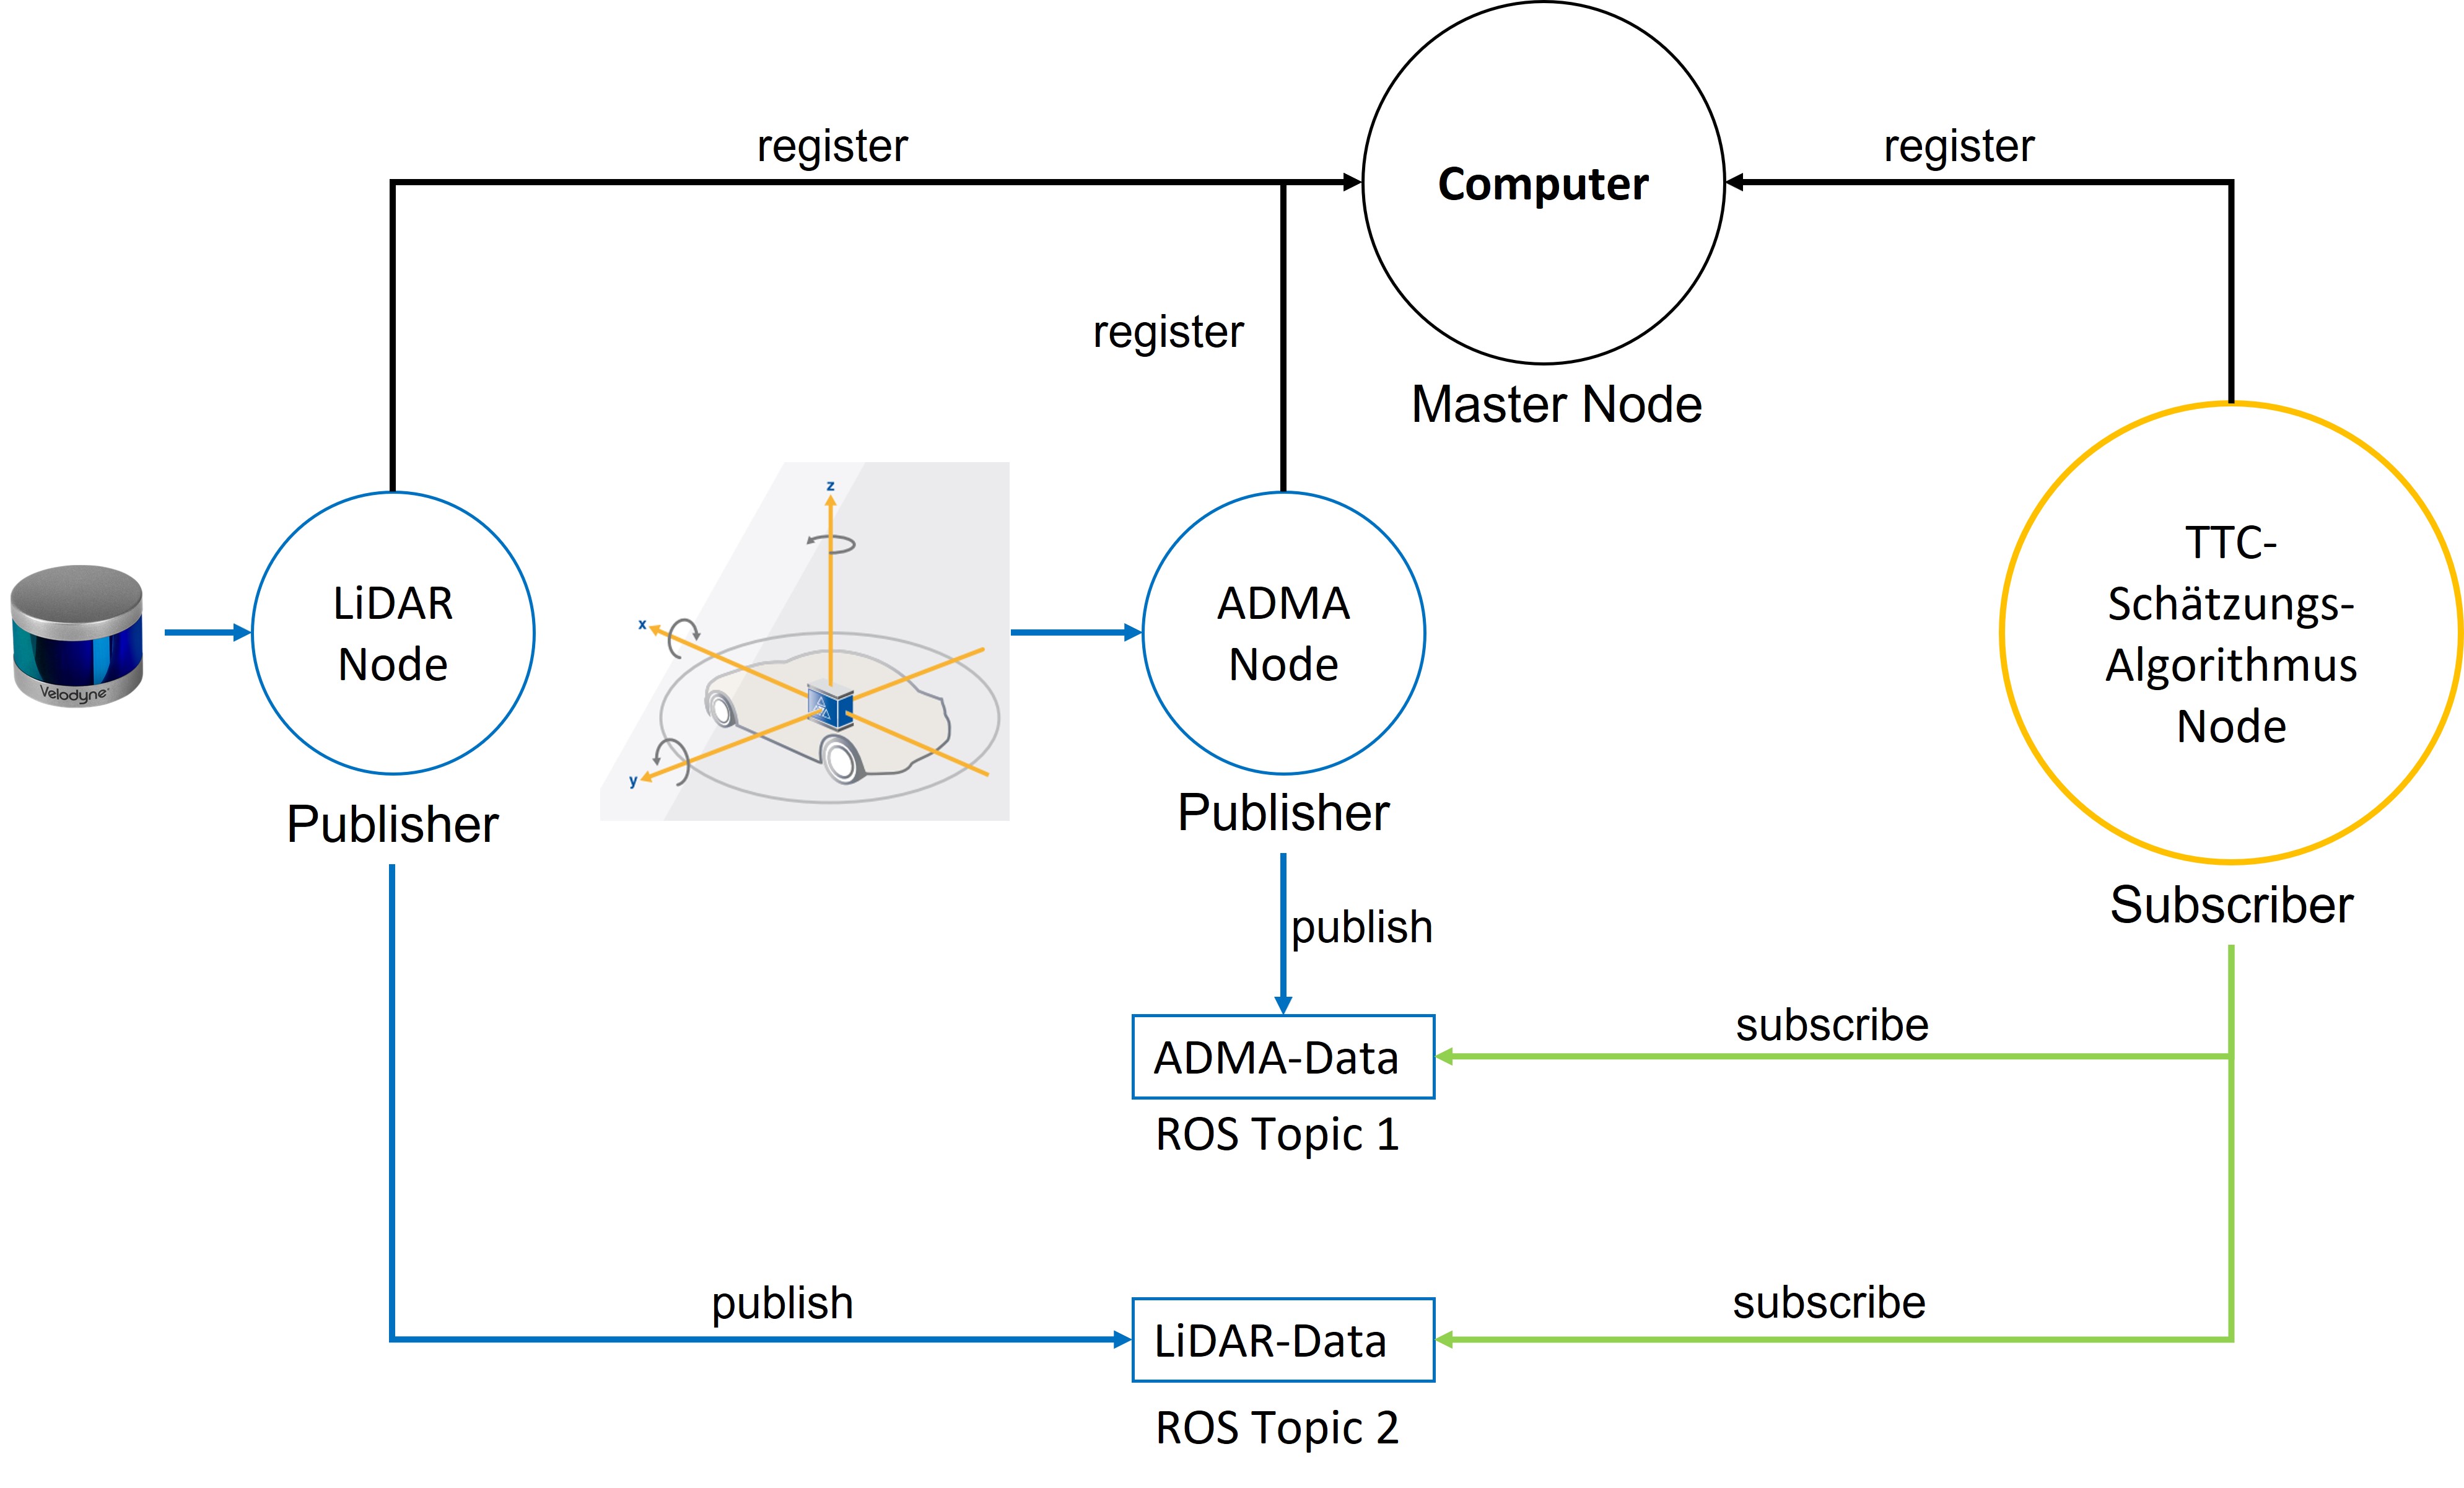 register
Computer
register
register
Master Node
LiDAR
Node
Velodyne
z
x
y
ADMA
Node
TTC-
Schätzungs-
Algorithmus
Node
Publisher
Publisher
Subscriber
publish
subscribe
ADMA-Data
ROS Topic 1
publish
subscribe
LiDAR-Data
ROS Topic 2